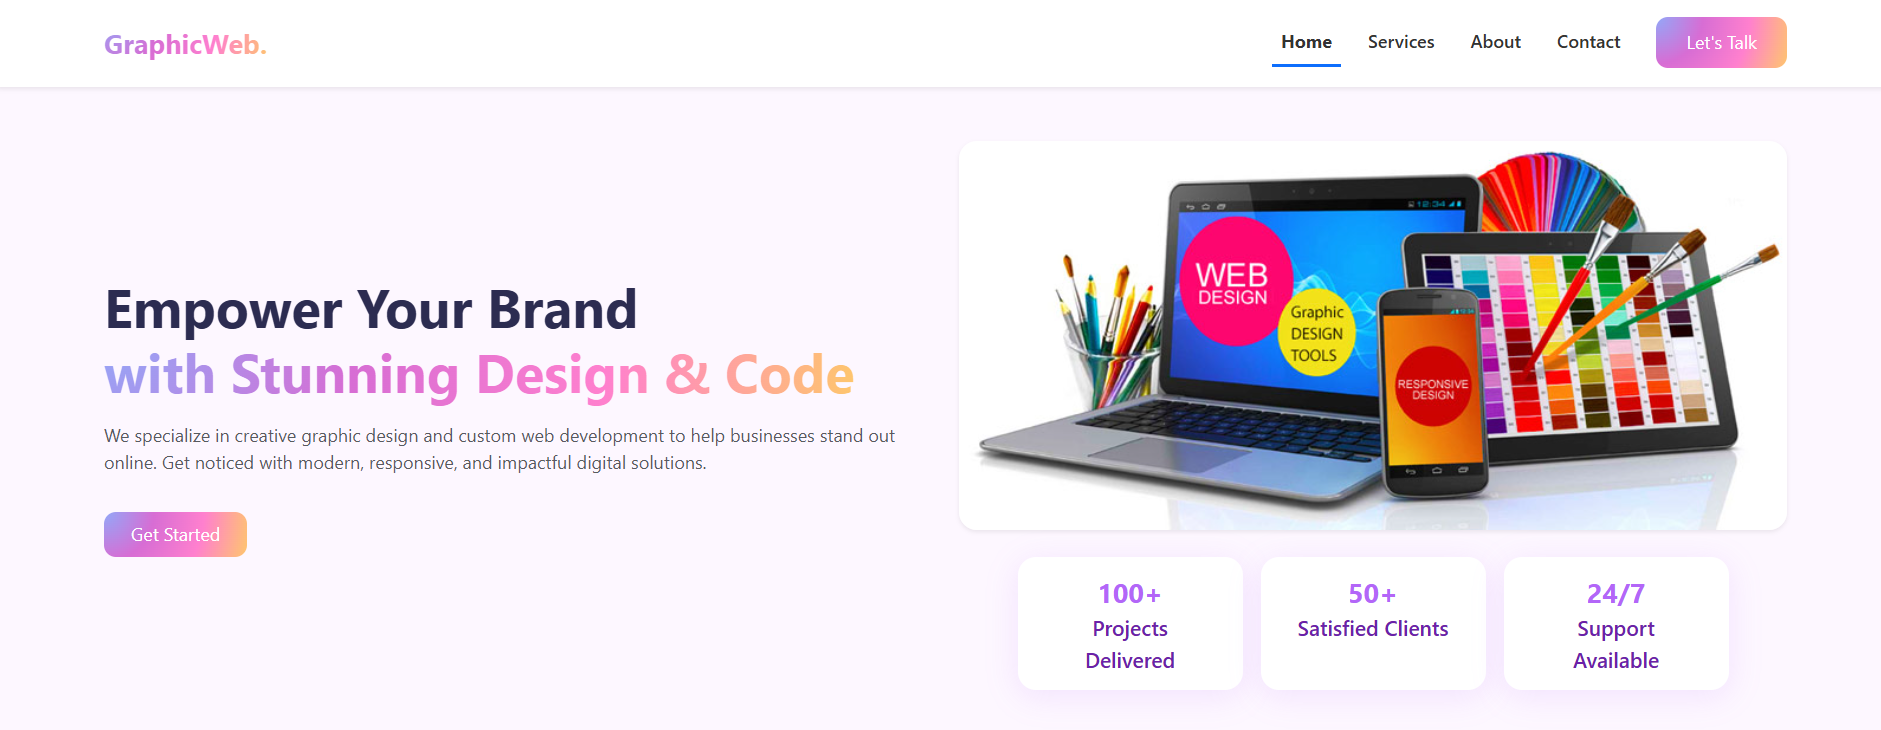 GraphicWeb.
Home
Services
About
Contact
Let's Talk
Empower Your Brand
with Stunning Design & Code
We specialize in creative graphic design and custom web development to help businesses stand out
online. Get noticed with modern, responsive, and impactful digital solutions.
Get Started
12:34
WEB
DESIGN
Graphic
DESIGN
TOOLS
RESPONSIVE
DESIGN
100+
Projects
Delivered
50+
Satisfied Clients
24/7
Support
Available